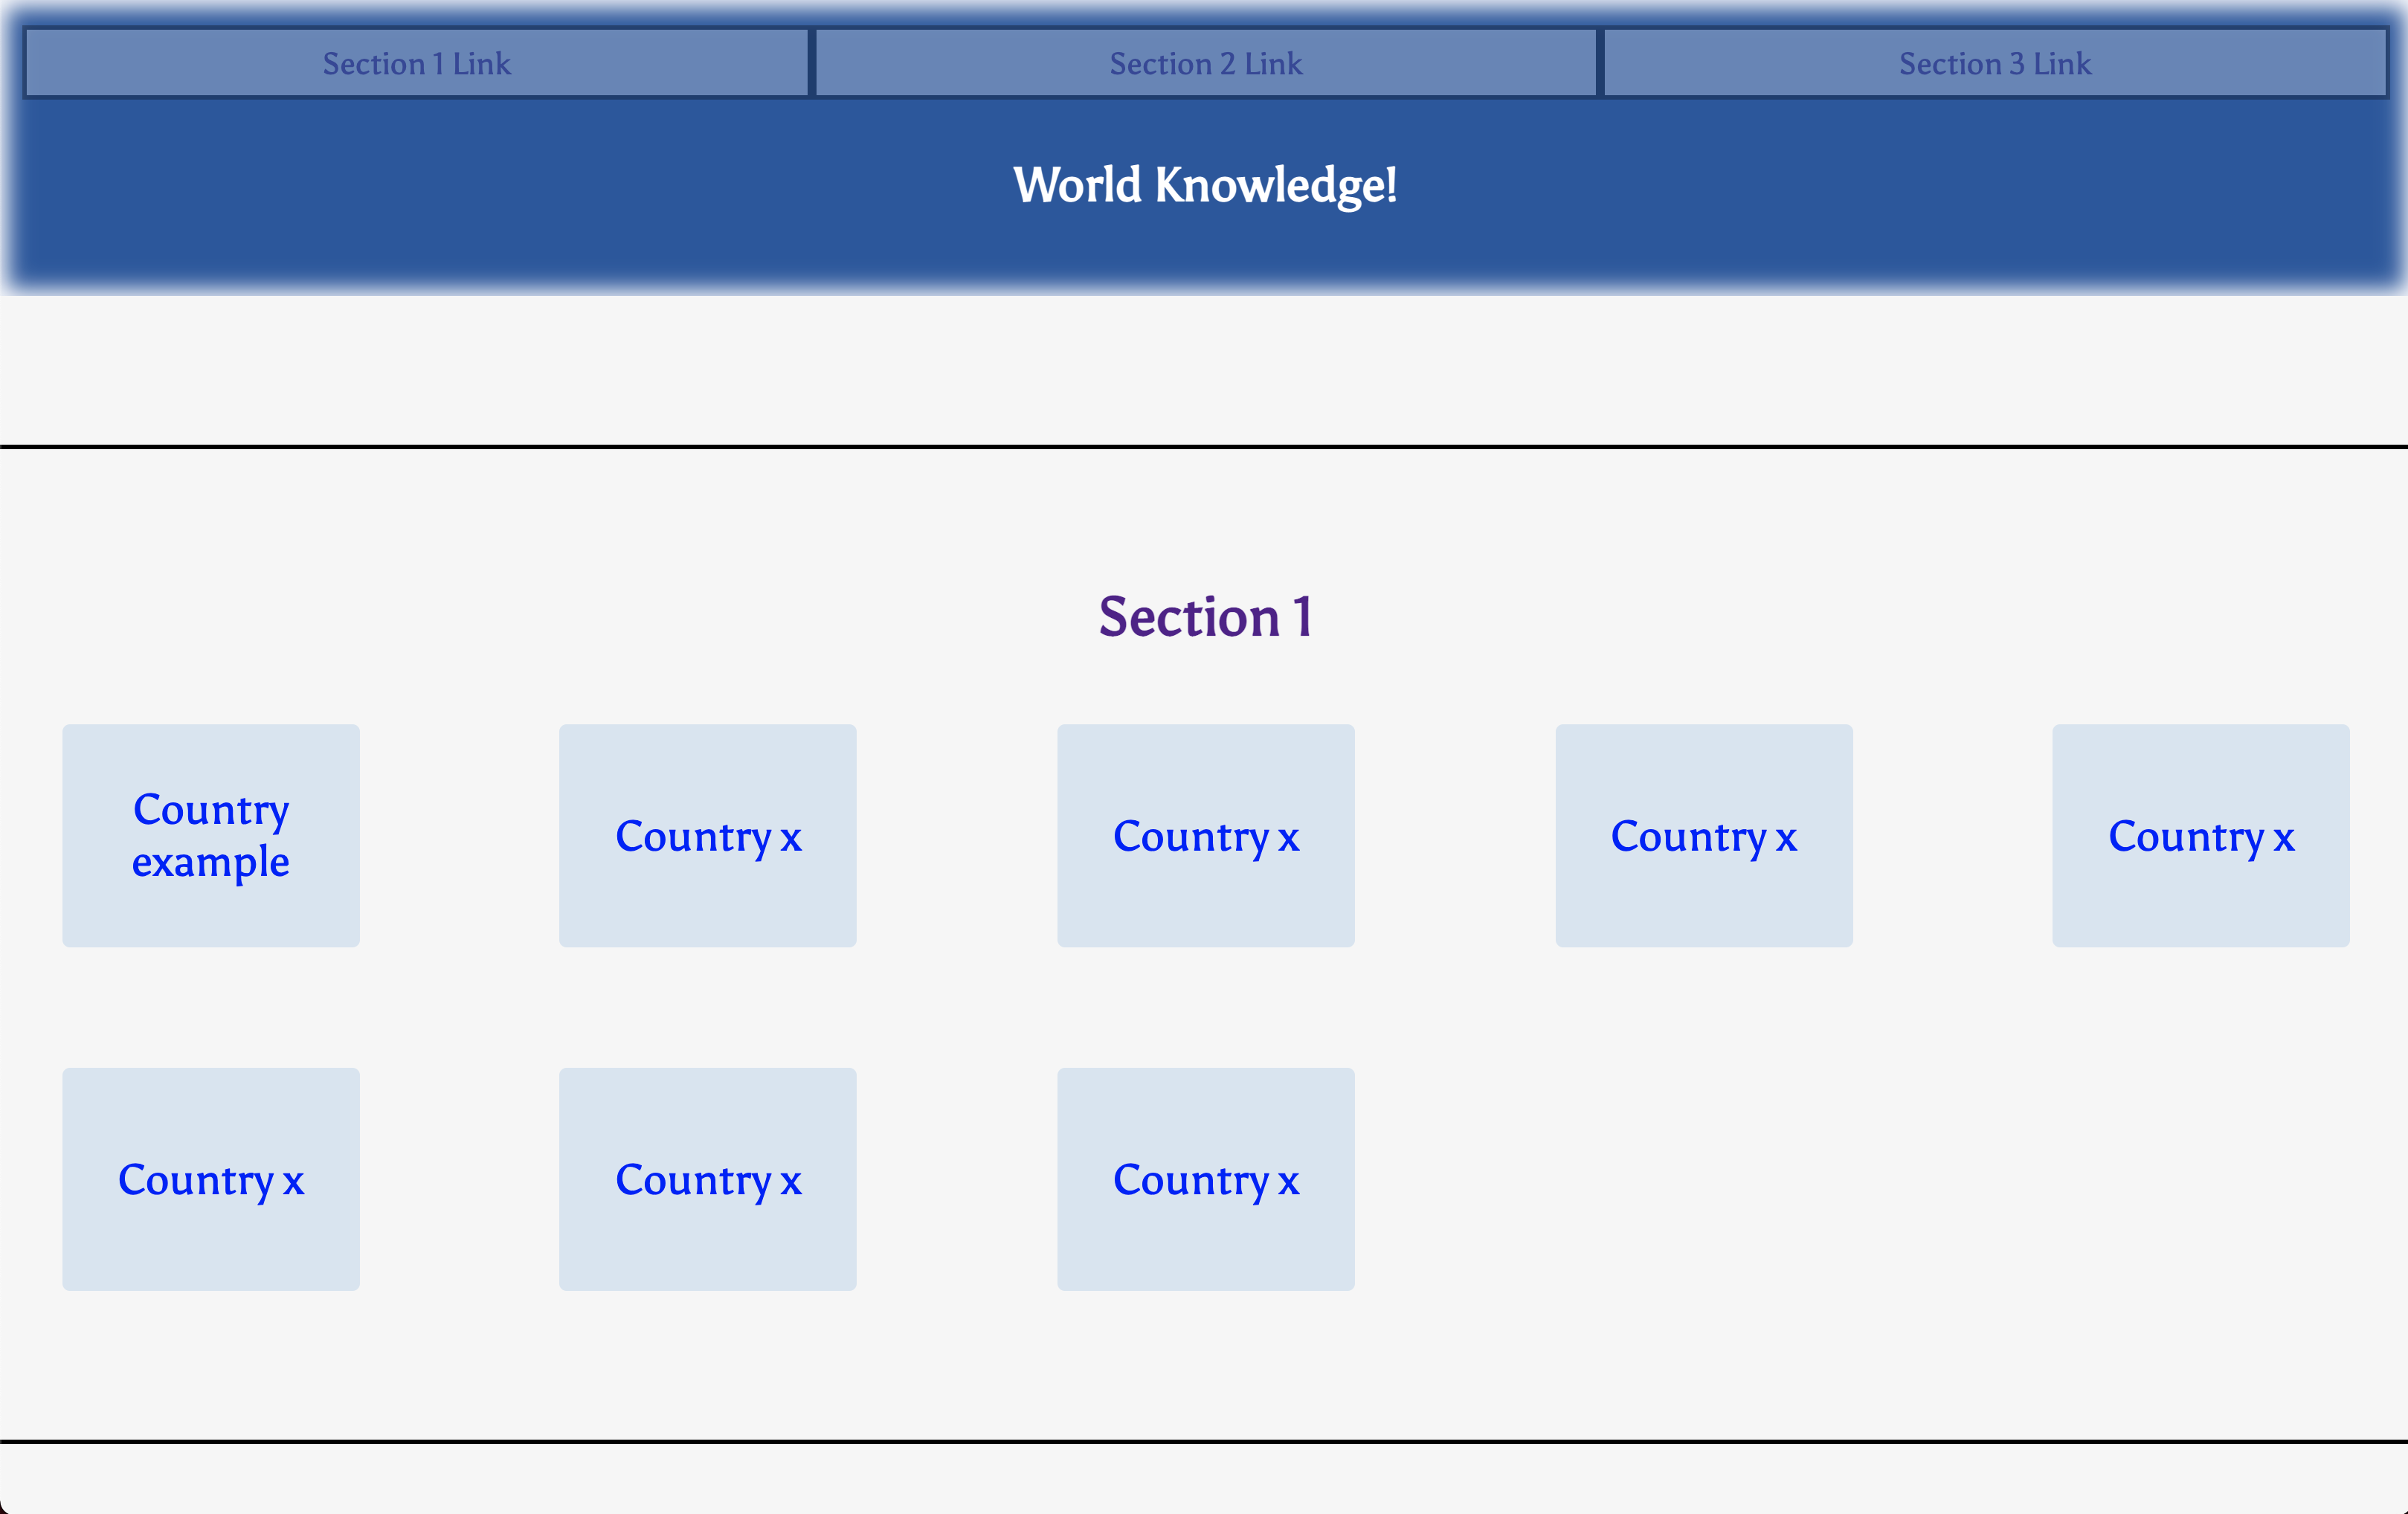 Section 1 Link
Section 2 Link
Section 3 Link
World Knowledge!
Section 1
Country
example
Country x
Country x
Country x
Country x
Country x
Country x
Country x